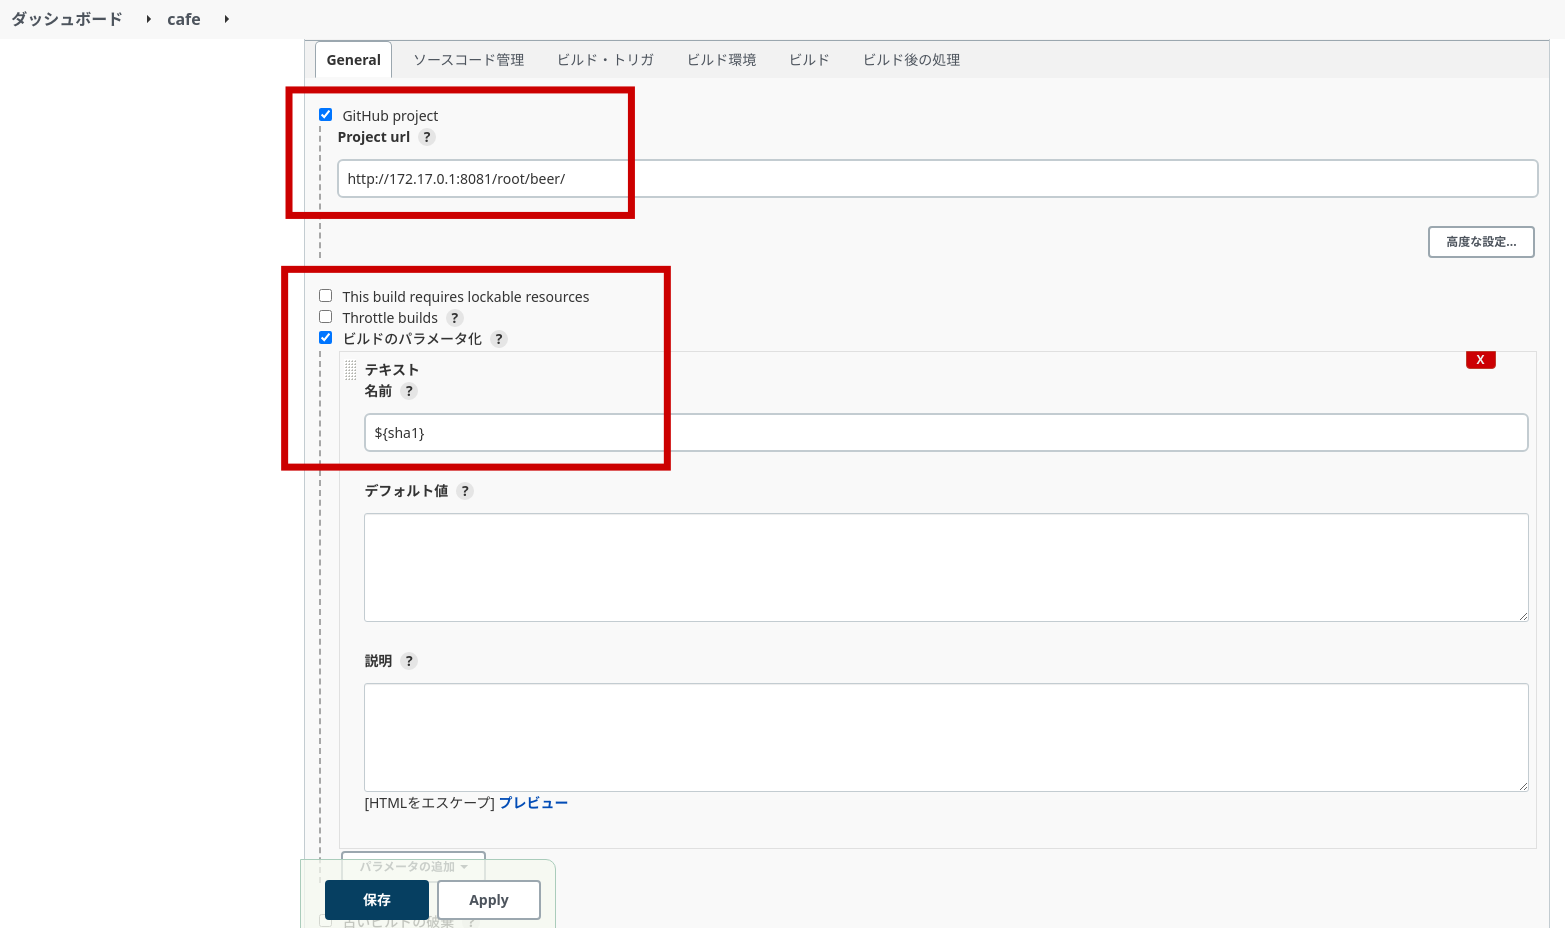 ダッシュボード cafe
General ソースコード管理 ビルド・トリガ ビルド環境 ビルド ビルド後の処理
GitHub project
Project url ?
http://172.17.0.1:8081/root/beer/
高度な設定...
This build requires lockable resources
Throttle builds ?
ビルドのパラメータ化 ?
X
テキスト
名前 ?
${sha1}
デフォルト値 ?
説明 ?
[HTMLをエスケープ] プレビュー
パラメータの追加
保存 Apply
古いビルドの破棄 ?